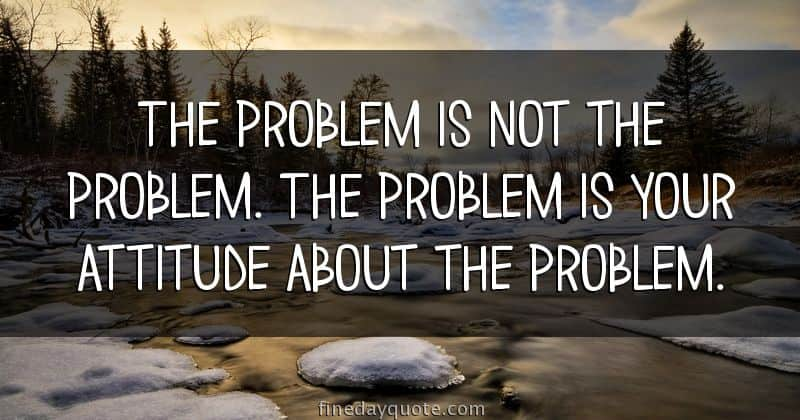 THE PROBLEM IS NOT THE
PROBLEM. THE PROBLEM IS YOUR
ATTITUDE ABOUT THE PROBLEM.
finedayquote.com